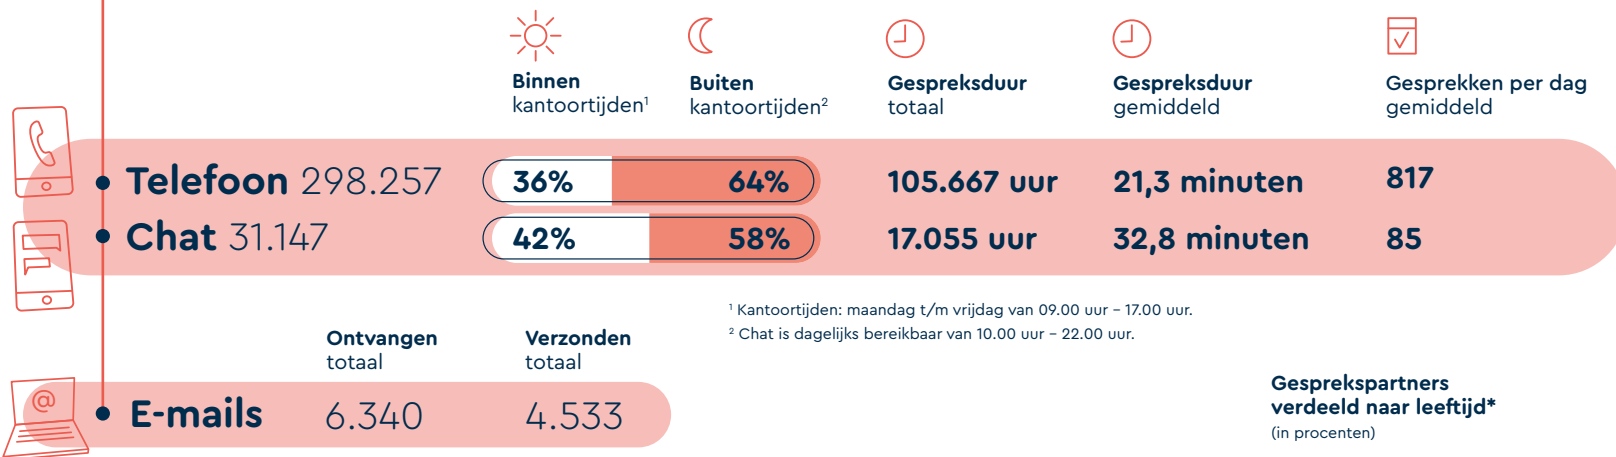 Binnen
kantoortijden¹
Buiten
kantoortijden²
Gespreksduur
totaal
Gespreksduur
gemiddeld
Gesprekken per dag
gemiddeld
Telefoon 298.257 36% 64% 105.667 uur 21,3 minuten 817
Chat 31.147 42% 58% 17.055 uur 32,8 minuten 85
¹ Kantoortijden: maandag t/m vrijdag van 09.00 uur – 17.00 uur.
² Chat is dagelijks bereikbaar van 10.00 uur – 22.00 uur.
Ontvangen
totaal
Verzonden
totaal
@
E-mails 6.340 4.533
Gesprekspartners
verdeeld naar leeftijd*
(in procenten)